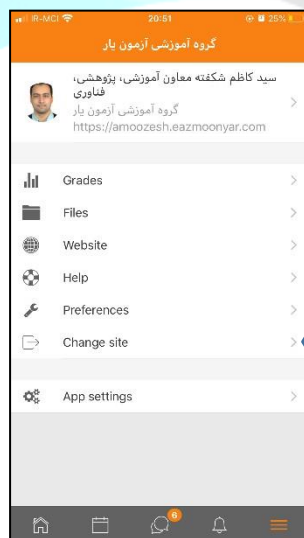 IR-MCI 20:51 25%
گروه آموزشی آزمون یار
سید کاظم شکفته معاون آموزشی، پژوهشی،
فناوری
گروه آموزشی آزمون یار
https://amoozesh.eazmoonyar.com
Grades
Files
Website
Help
Preferences
Change site
App settings
6